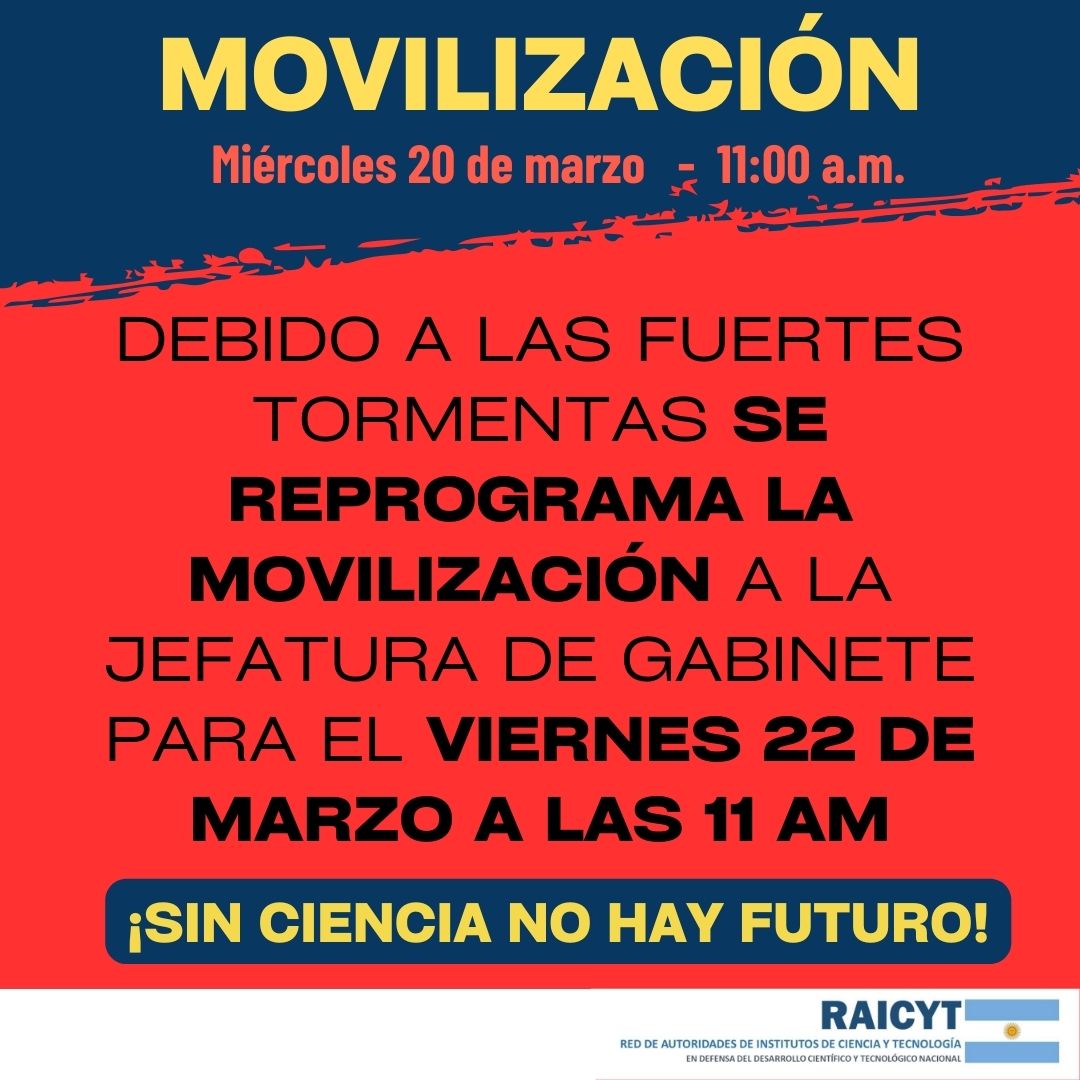 MOVILIZACIÓN
Miércoles 20 de marzo - 11:00 a.m.
DEBIDO A LAS FUERTES
TORMENTAS SE
REPROGRAMA LA
MOVILIZACIÓN A LA
JEFATURA DE GABINETE
PARA EL VIERNES 22 DE
MARZO A LAS 11 AM
¡SIN CIENCIA NO HAY FUTURO!
RAICYT
RED DE AUTORIDADES DE INSTITUTOS DE CIENCIA Y TECNOLOGÍA
EN DEFENSA DEL DESARROLLO CIENTÍFICO Y TECNOLÓGICO NACIONAL